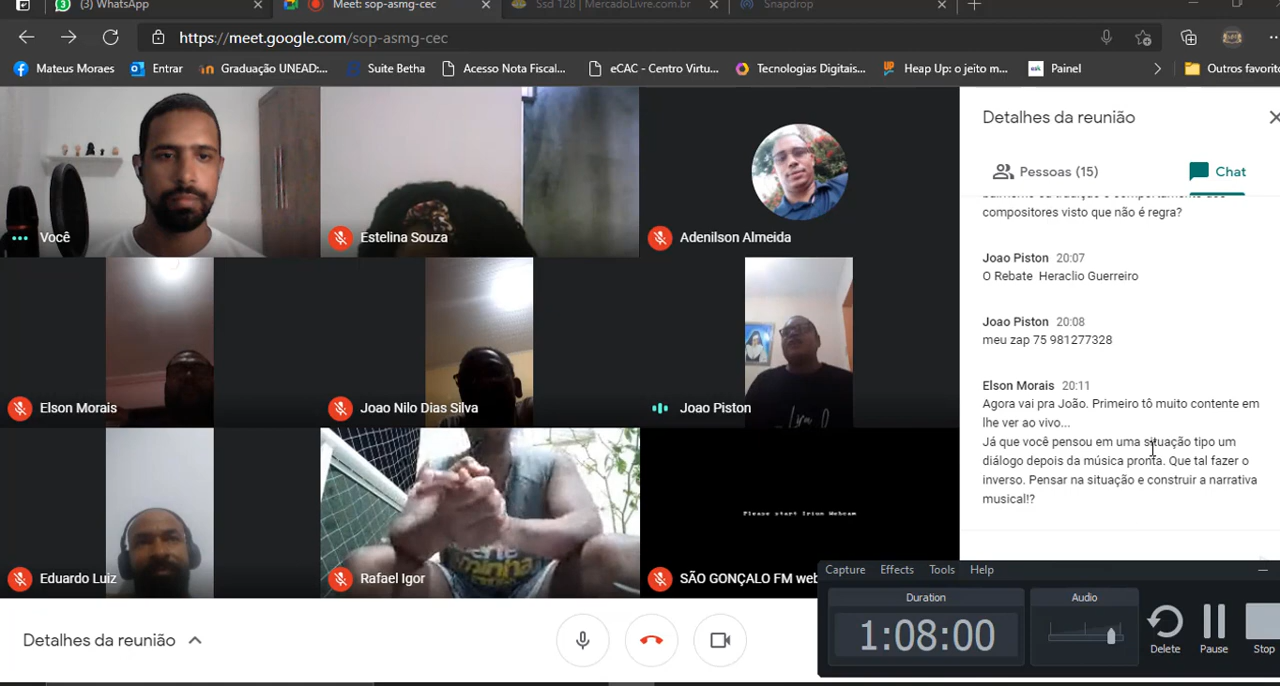 (3) WhatsApp
Meet: sop-asmg-cec
Ssd 128 | MercadoLivre.com.br
Snapdrop
https://meet.google.com/sop-asmg-cec
Mateus Moraes
Entrar
Graduação UNEAD:...
Suite Betha
Acesso Nota Fiscal...
eCAC - Centro Virtu...
Tecnologias Digitais...
Heap Up: o jeito m...
Painel
Outros favorito
Você
Estelina Souza
Adenilson Almeida
Elson Morais
Joao Nilo Dias Silva
Joao Piston
Eduardo Luiz
Rafael Igor
Please start Iriun Webcam
SÃO GONÇALO FM web
Detalhes da reunião
Detalhes da reunião
Pessoas (15)
Chat
compositores visto que não é regra?
Joao Piston 20:07
O Rebate Heraclio Guerreiro
Joao Piston 20:08
meu zap 75 981277328
Elson Morais 20:11
Agora vai pra João. Primeiro tô muito contente em
lhe ver ao vivo...
Já que você pensou em uma situação tipo um
diálogo depois da música pronta. Que tal fazer o
inverso. Pensar na situação e construir a narrativa
musical!?
Capture Effects Tools Help
Duration
1:08:00
Audio
Delete
Pause
Stop